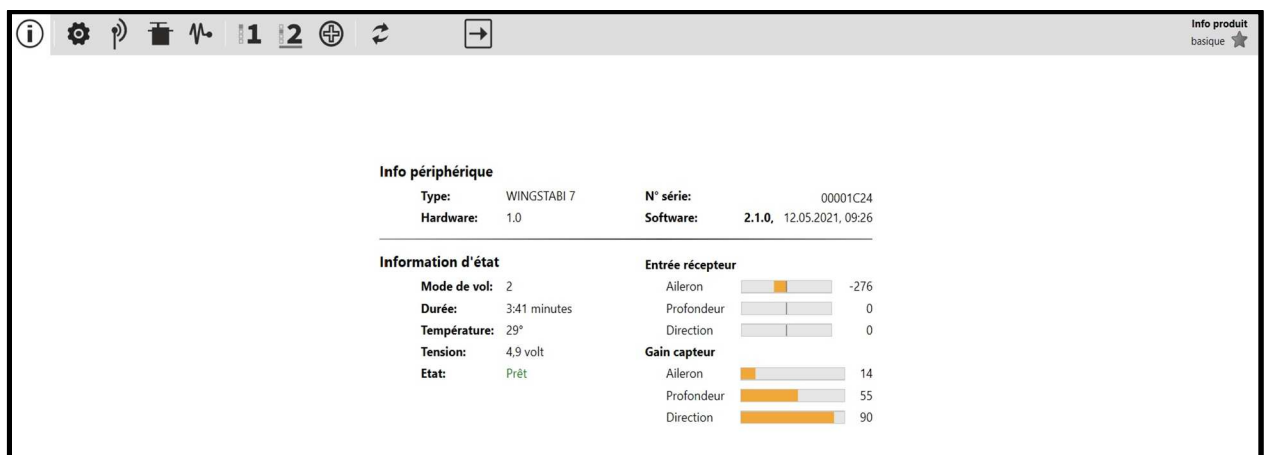 1 2 Info produit
basique
Info périphérique
Type: WINGSTABI 7 N° série: 00001C24
Hardware: 1.0 Software: 2.1.0, 12.05.2021, 09:26
Information d'état Entrée récepteur
Mode de vol: 2 Aileron -276
Durée: 3:41 minutes Profondeur 0
Température: 29° Direction 0
Tension: 4,9 volt Gain capteur
Etat: Prêt Aileron 14
Profondeur 55
Direction 90